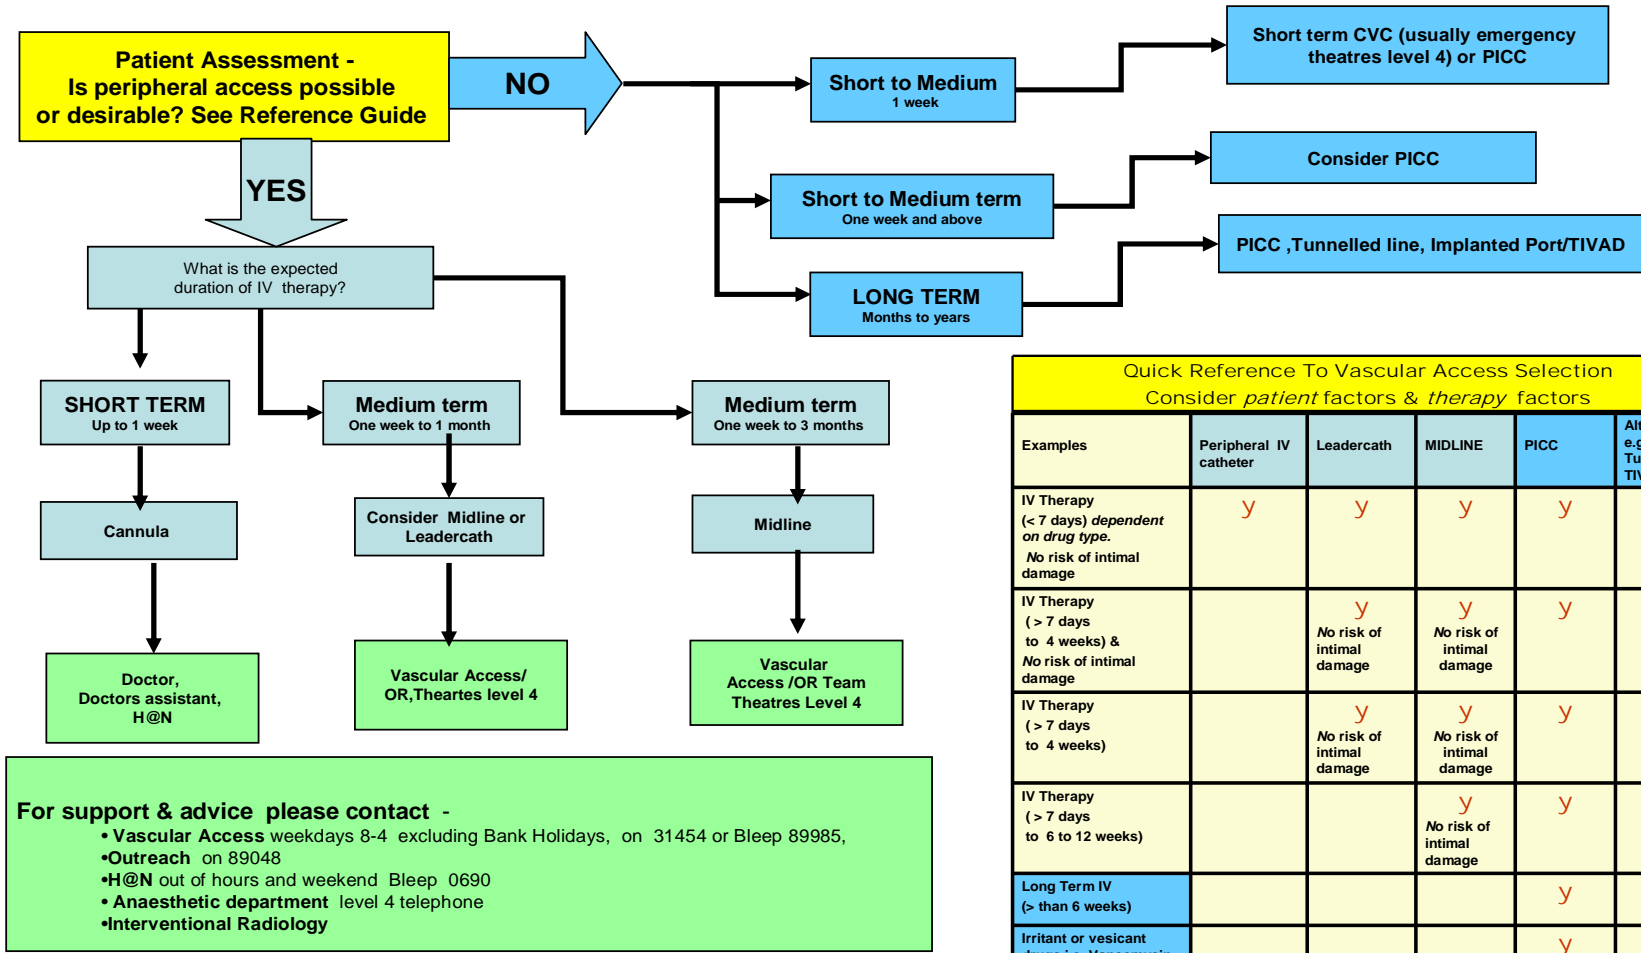 Patient Assessment -
Is peripheral access possible
or desirable? See Reference Guide
NO
YES
Short to Medium
1 week
Short term CVC (usually emergency
theatres level 4) or PICC
Short to Medium term
One week and above
Consider PICC
LONG TERM
Months to years
PICC ,Tunnelled line, Implanted Port/TIVAD
What is the expected
duration of IV therapy?
SHORT TERM
Up to 1 week
Medium term
One week to 1 month
Medium term
One week to 3 months
Cannula
Consider Midline or
Leadercath
Midline
Doctor,
Doctors assistant,
H@N
Vascular Access/
OR,Theartes level 4
Vascular
Access /OR Team
Theatres Level 4
For support & advice please contact -
• Vascular Access weekdays 8-4 excluding Bank Holidays, on 31454 or Bleep 89985,
•Outreach on 89048
•H@N out of hours and weekend Bleep 0690
• Anaesthetic department level 4 telephone
•Interventional Radiology
Quick Reference To Vascular Access Selection
Consider patient factors & therapy factors
Examples
Peripheral IV
catheter
Leadercath
MIDLINE
PICC
e.g
IV Therapy
(< 7 days) dependent
on drug type.
No risk of intimal
damage
y
y
y
y
IV Therapy
( > 7 days
to 4 weeks) &
No risk of intimal
damage
y
No risk of
intimal
damage
y
No risk of
intimal
damage
y
IV Therapy
( > 7 days
to 4 weeks)
y
No risk of
intimal
damage
y
No risk of
intimal
damage
y
IV Therapy
( > 7 days
to 6 to 12 weeks)
y
No risk of
intimal
damage
y
Long Term IV
(> than 6 weeks)
y
Irritant or vesicant
y